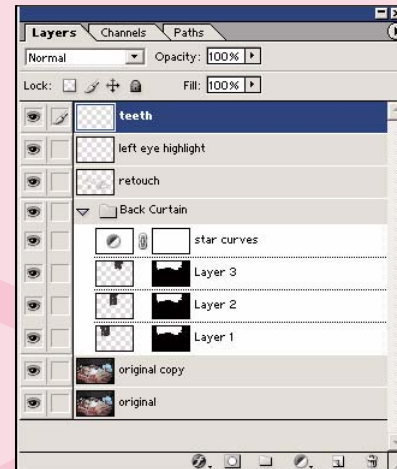 Layers Channels Paths
Normal Opacity: 100%
Lock: Fill: 100%
teeth
left eye highlight
retouch
Back Curtain
star curves
Layer 3
Layer 2
Layer 1
original copy
original